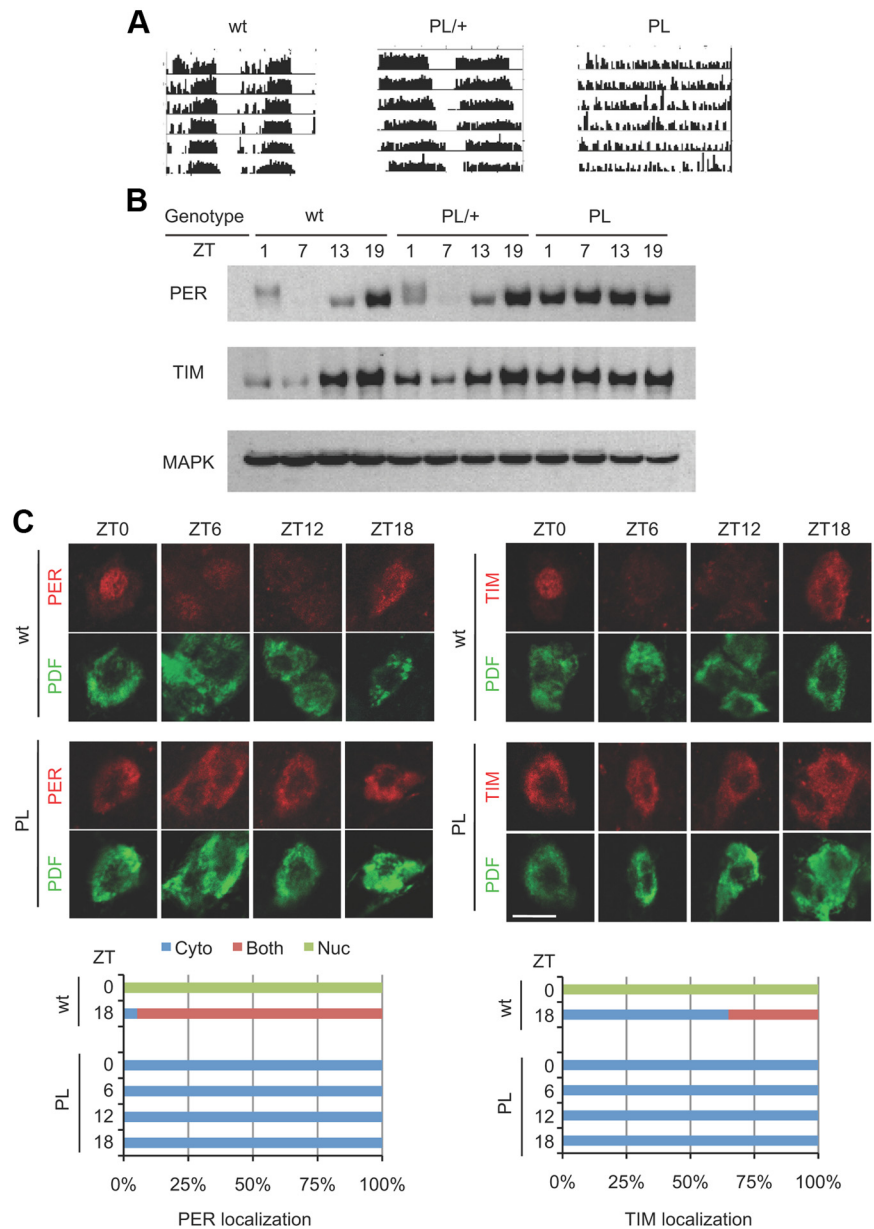 A
wt PL/+ PL
B
Genotype wt PL/+ PL
ZT 1 7 13 19 1 7 13 19 1 7 13 19
PER
TIM
MAPK
C
ZT0 ZT6 ZT12 ZT18 ZT0 ZT6 ZT12 ZT18
wt PER wt TIM
PDF PDF
PL PER PL TIM
PDF PDF
Cyto Both Nuc
ZT ZT
wt 0 wt 0
18 18
PL 0 PL 0
6 6
12 12
18 18
0% 25% 50% 75% 100% 0% 25% 50% 75% 100%
PER localization TIM localization